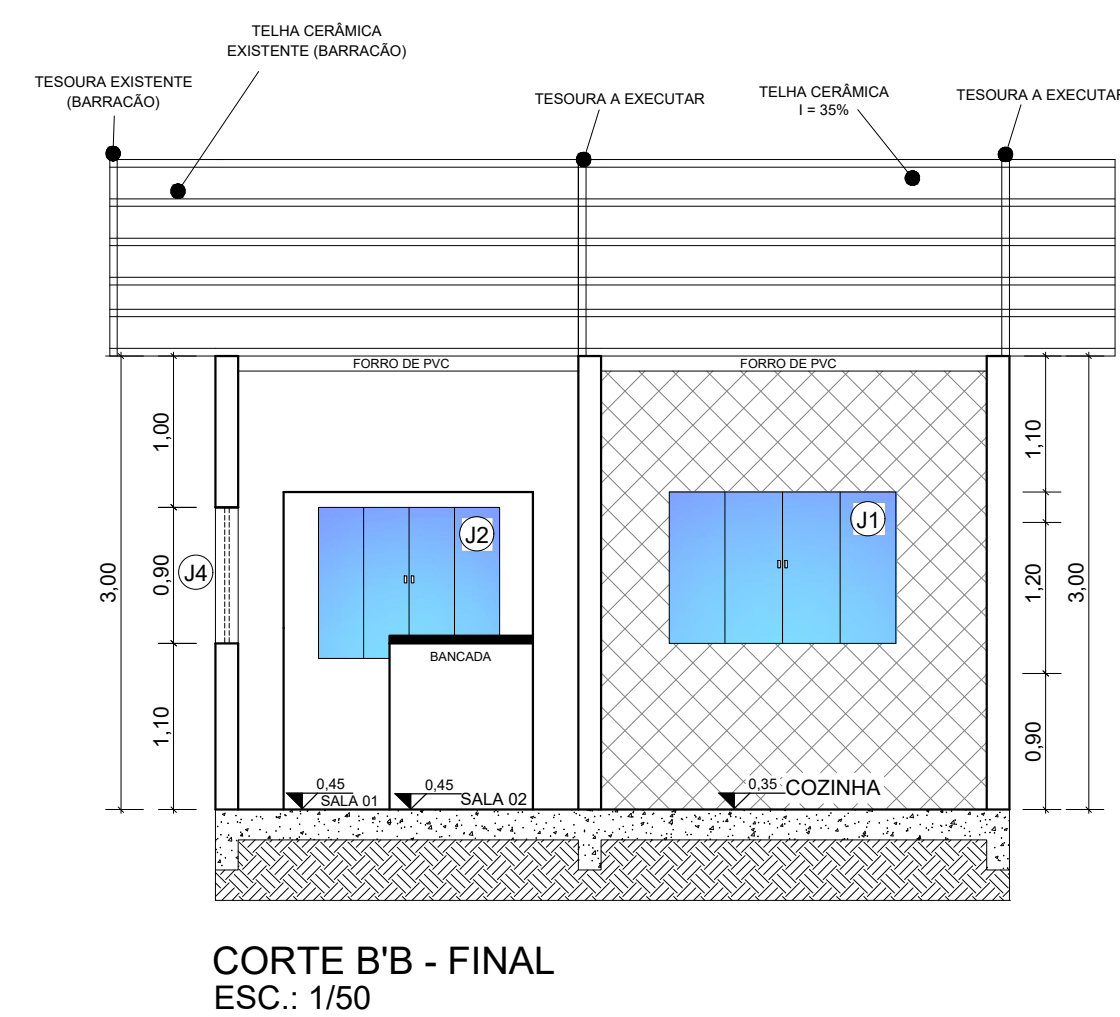 TELHA CERÂMICA
EXISTENTE (BARRACÃO)
TESOURA EXISTENTE
(BARRACÃO)
TESOURA A EXECUTAR
TELHA CERÂMICA
I = 35%
TESOURA A EXECUTAR
FORRO DE PVC
FORRO DE PVC
1,00
0,90
1,10
3,00
J4
J2
J1
1,10
1,20
0,90
3,00
BANCADA
0,45
SALA 01
0,45
SALA 02
0,35
COZINHA
CORTE B'B - FINAL
ESC.: 1/50